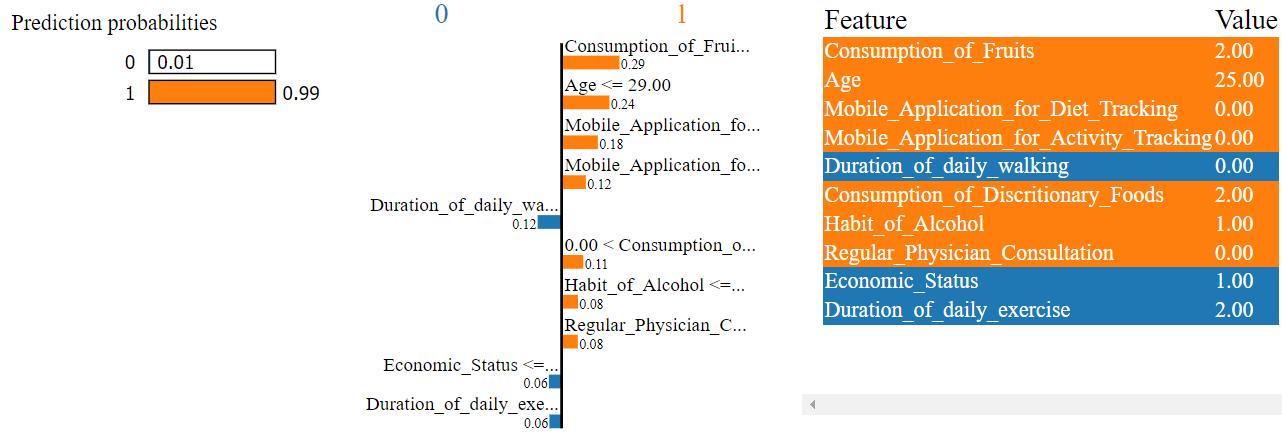 Prediction probabilities
0 0.01
1 0.99
0 1
Consumption_of_Frui...
0.29
Age <= 29.00
0.24
Mobile_Application_fo...
0.18
Mobile_Application_fo...
0.12
Duration_of_daily_wa...
0.12
0.00 < Consumption_o...
0.11
Habit_of_Alcohol <=...
0.08
Regular_Physician_C...
0.08
Economic_Status <=...
0.06
Duration_of_daily_exe...
0.06
Feature Value
Consumption_of_Fruits 2.00
Age 25.00
Mobile_Application_for_Diet_Tracking 0.00
Mobile_Application_for_Activity_Tracking 0.00
Duration_of_daily_walking 0.00
Consumption_of_Discritionary_Foods 2.00
Habit_of_Alcohol 1.00
Regular_Physician_Consultation 0.00
Economic_Status 1.00
Duration_of_daily_exercise 2.00